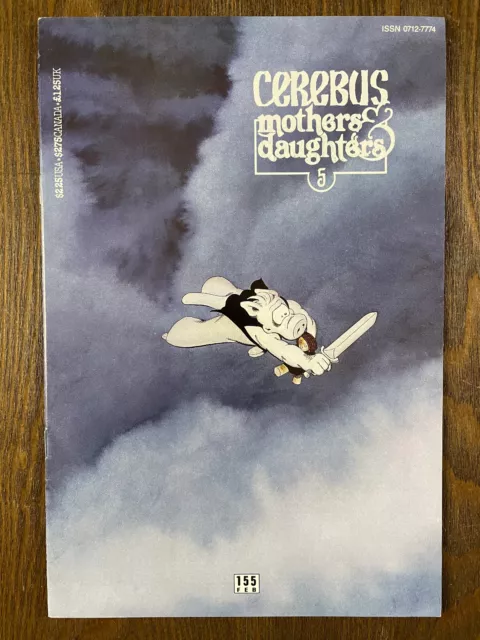 ISSN 0712-7774
$2.25USA • $2.75CANADA • £1.25UK
CEREBUS
mothers &
daughters
5
155
FEB